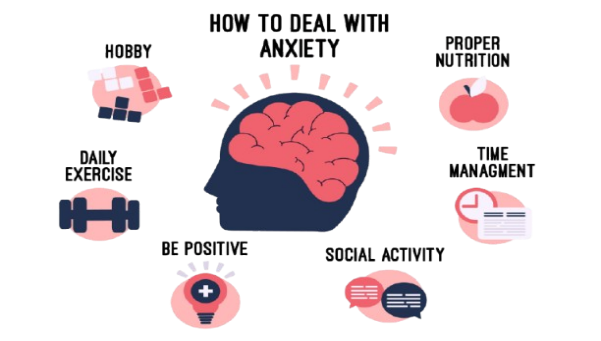 HOW TO DEAL WITH
ANXIETY
HOBBY
PROPER
NUTRITION
DAILY
EXERCISE
TIME
MANAGMENT
BE POSITIVE
SOCIAL ACTIVITY